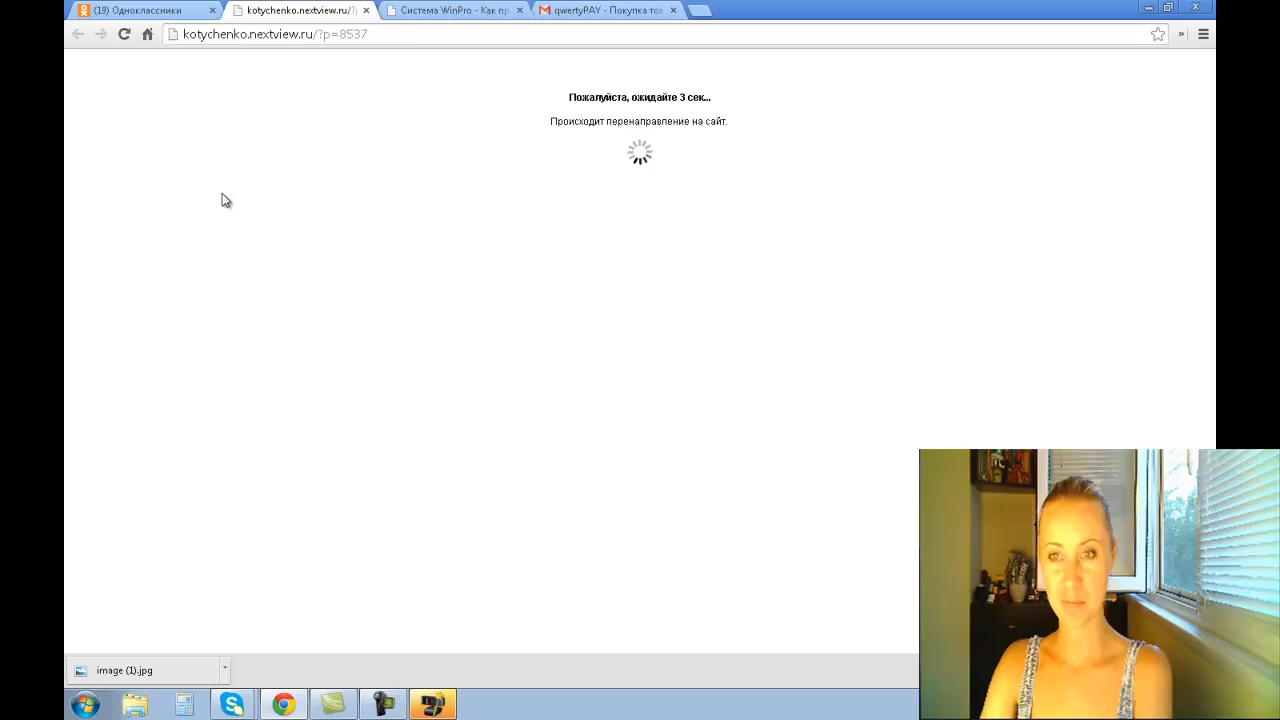 (19) Одноклассники
kotychenko.nextview.ru/?
Система WinPro - Как пр
qwertyPAY - Покупка тов
kotychenko.nextview.ru/?p=8537
Пожалуйста, ожидайте 3 сек...
Происходит перенаправление на сайт.
image (1).jpg